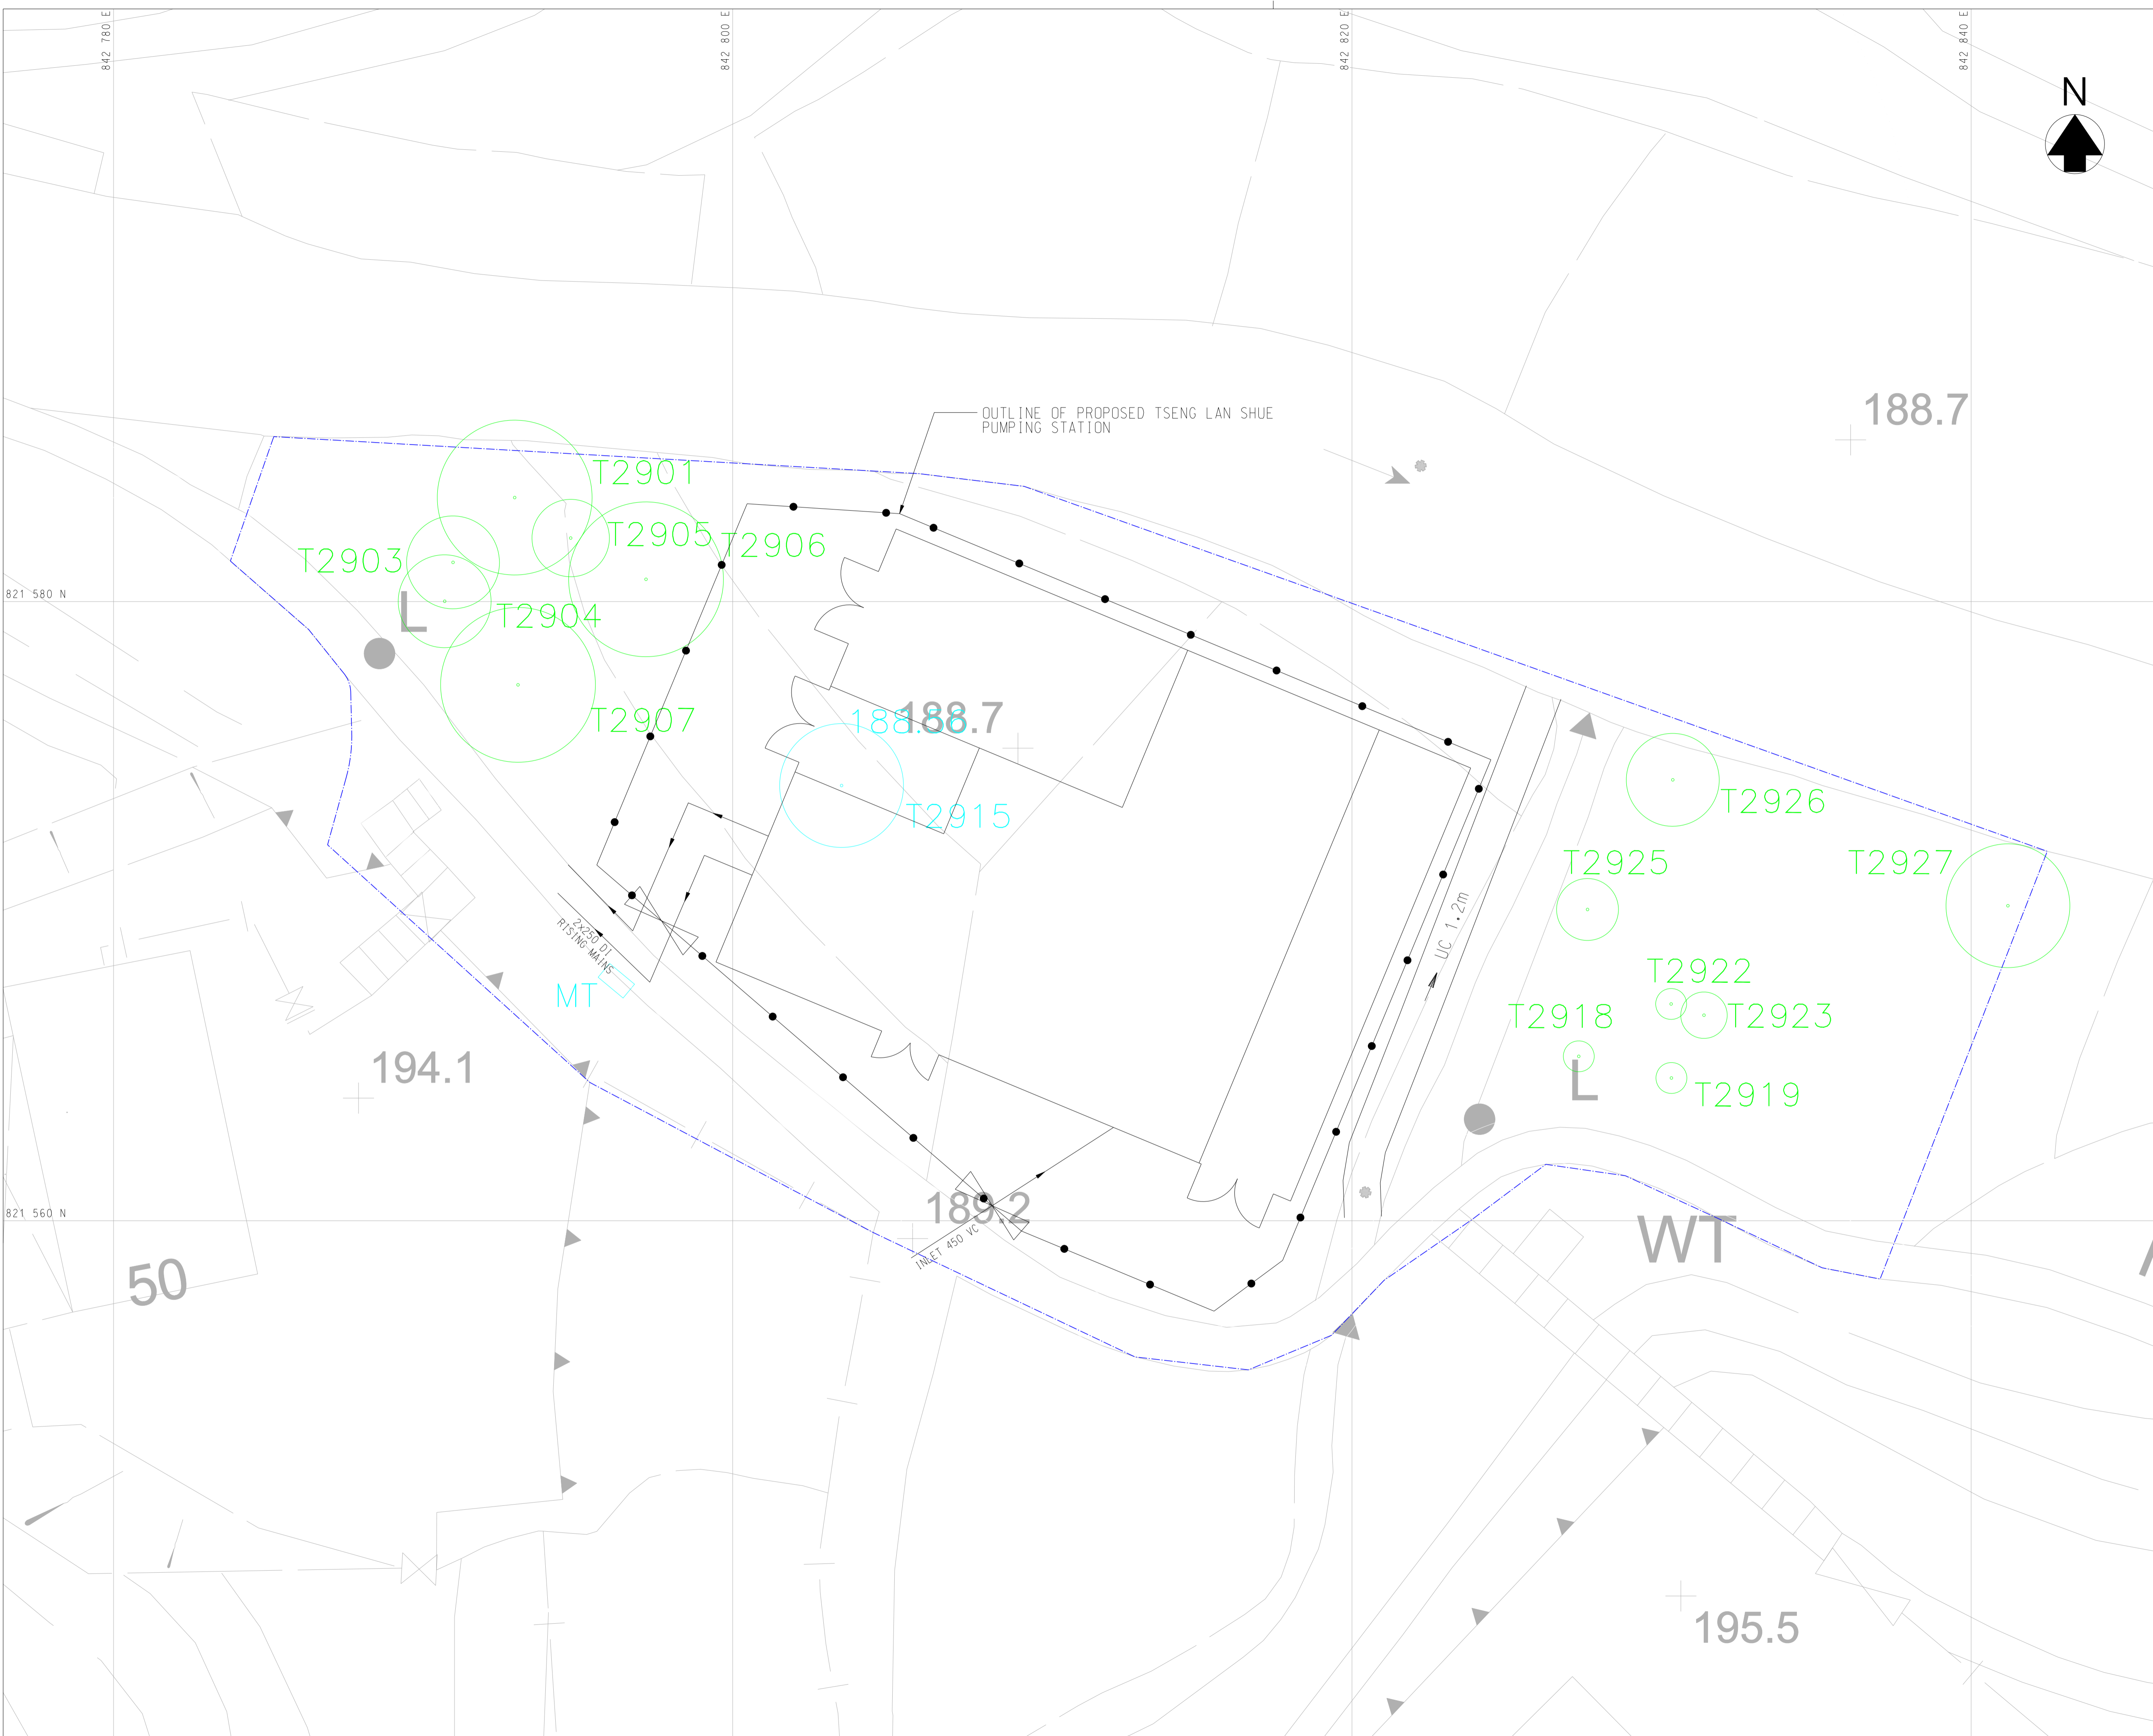 842 780 E
842 800 E
842 820 E
842 840 E
N
188.7
OUTLINE OF PROPOSED TSENG LAN SHUE
PUMPING STATION
T2901
T2905
T2906
T2903
821 580 N
L
T2904
T2907
188.7
T2915
T2926
T2925
T2927
UC 1.2m
2x250 DI
RISING MAINS
MT
T2922
T2918
T2923
194.1
L
T2919
821 560 N
189.2
INLET 450 VC
WT
50
195.5